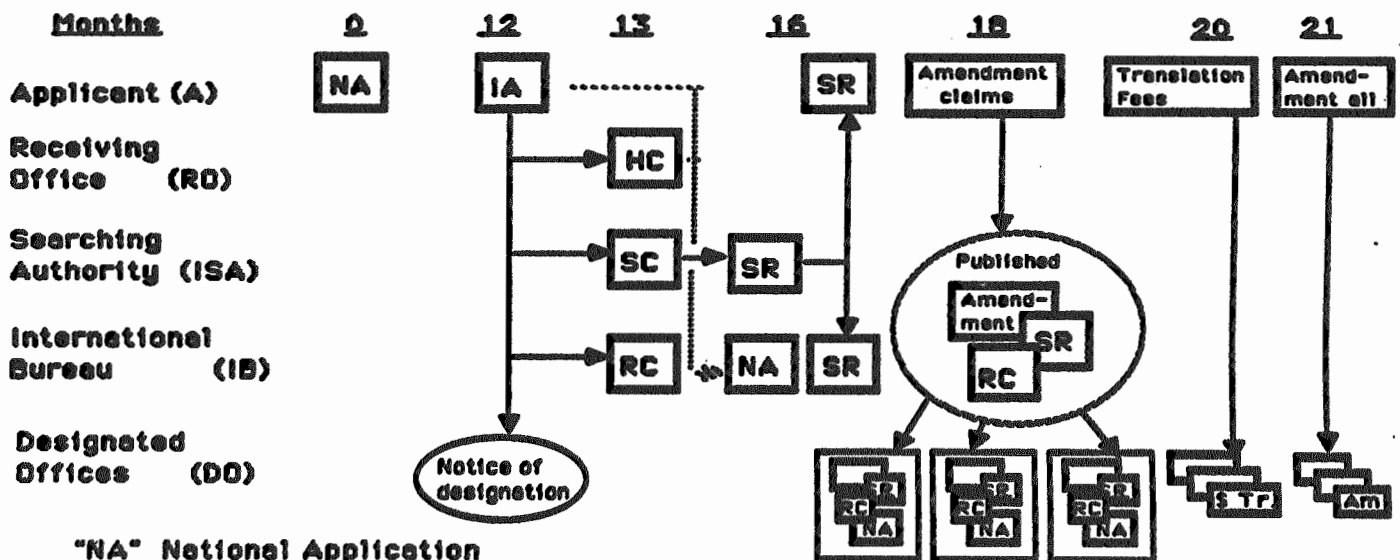 Months 0 12 13 16 18 20 21
Applicant (A) NA IA SR Amendment claims Translation Fees Amend-ment all
Receiving
Office (RO) HC
Searching
Authority (ISA) SC SR
Published
Amend-
ment
SR
RC
International
Bureau (IB) RC NA SR
Designated
Offices (DO)
Notice of
designation
SR RC NA
SR RC NA
SR RC NA
$ Tr
Am
"NA" National Application